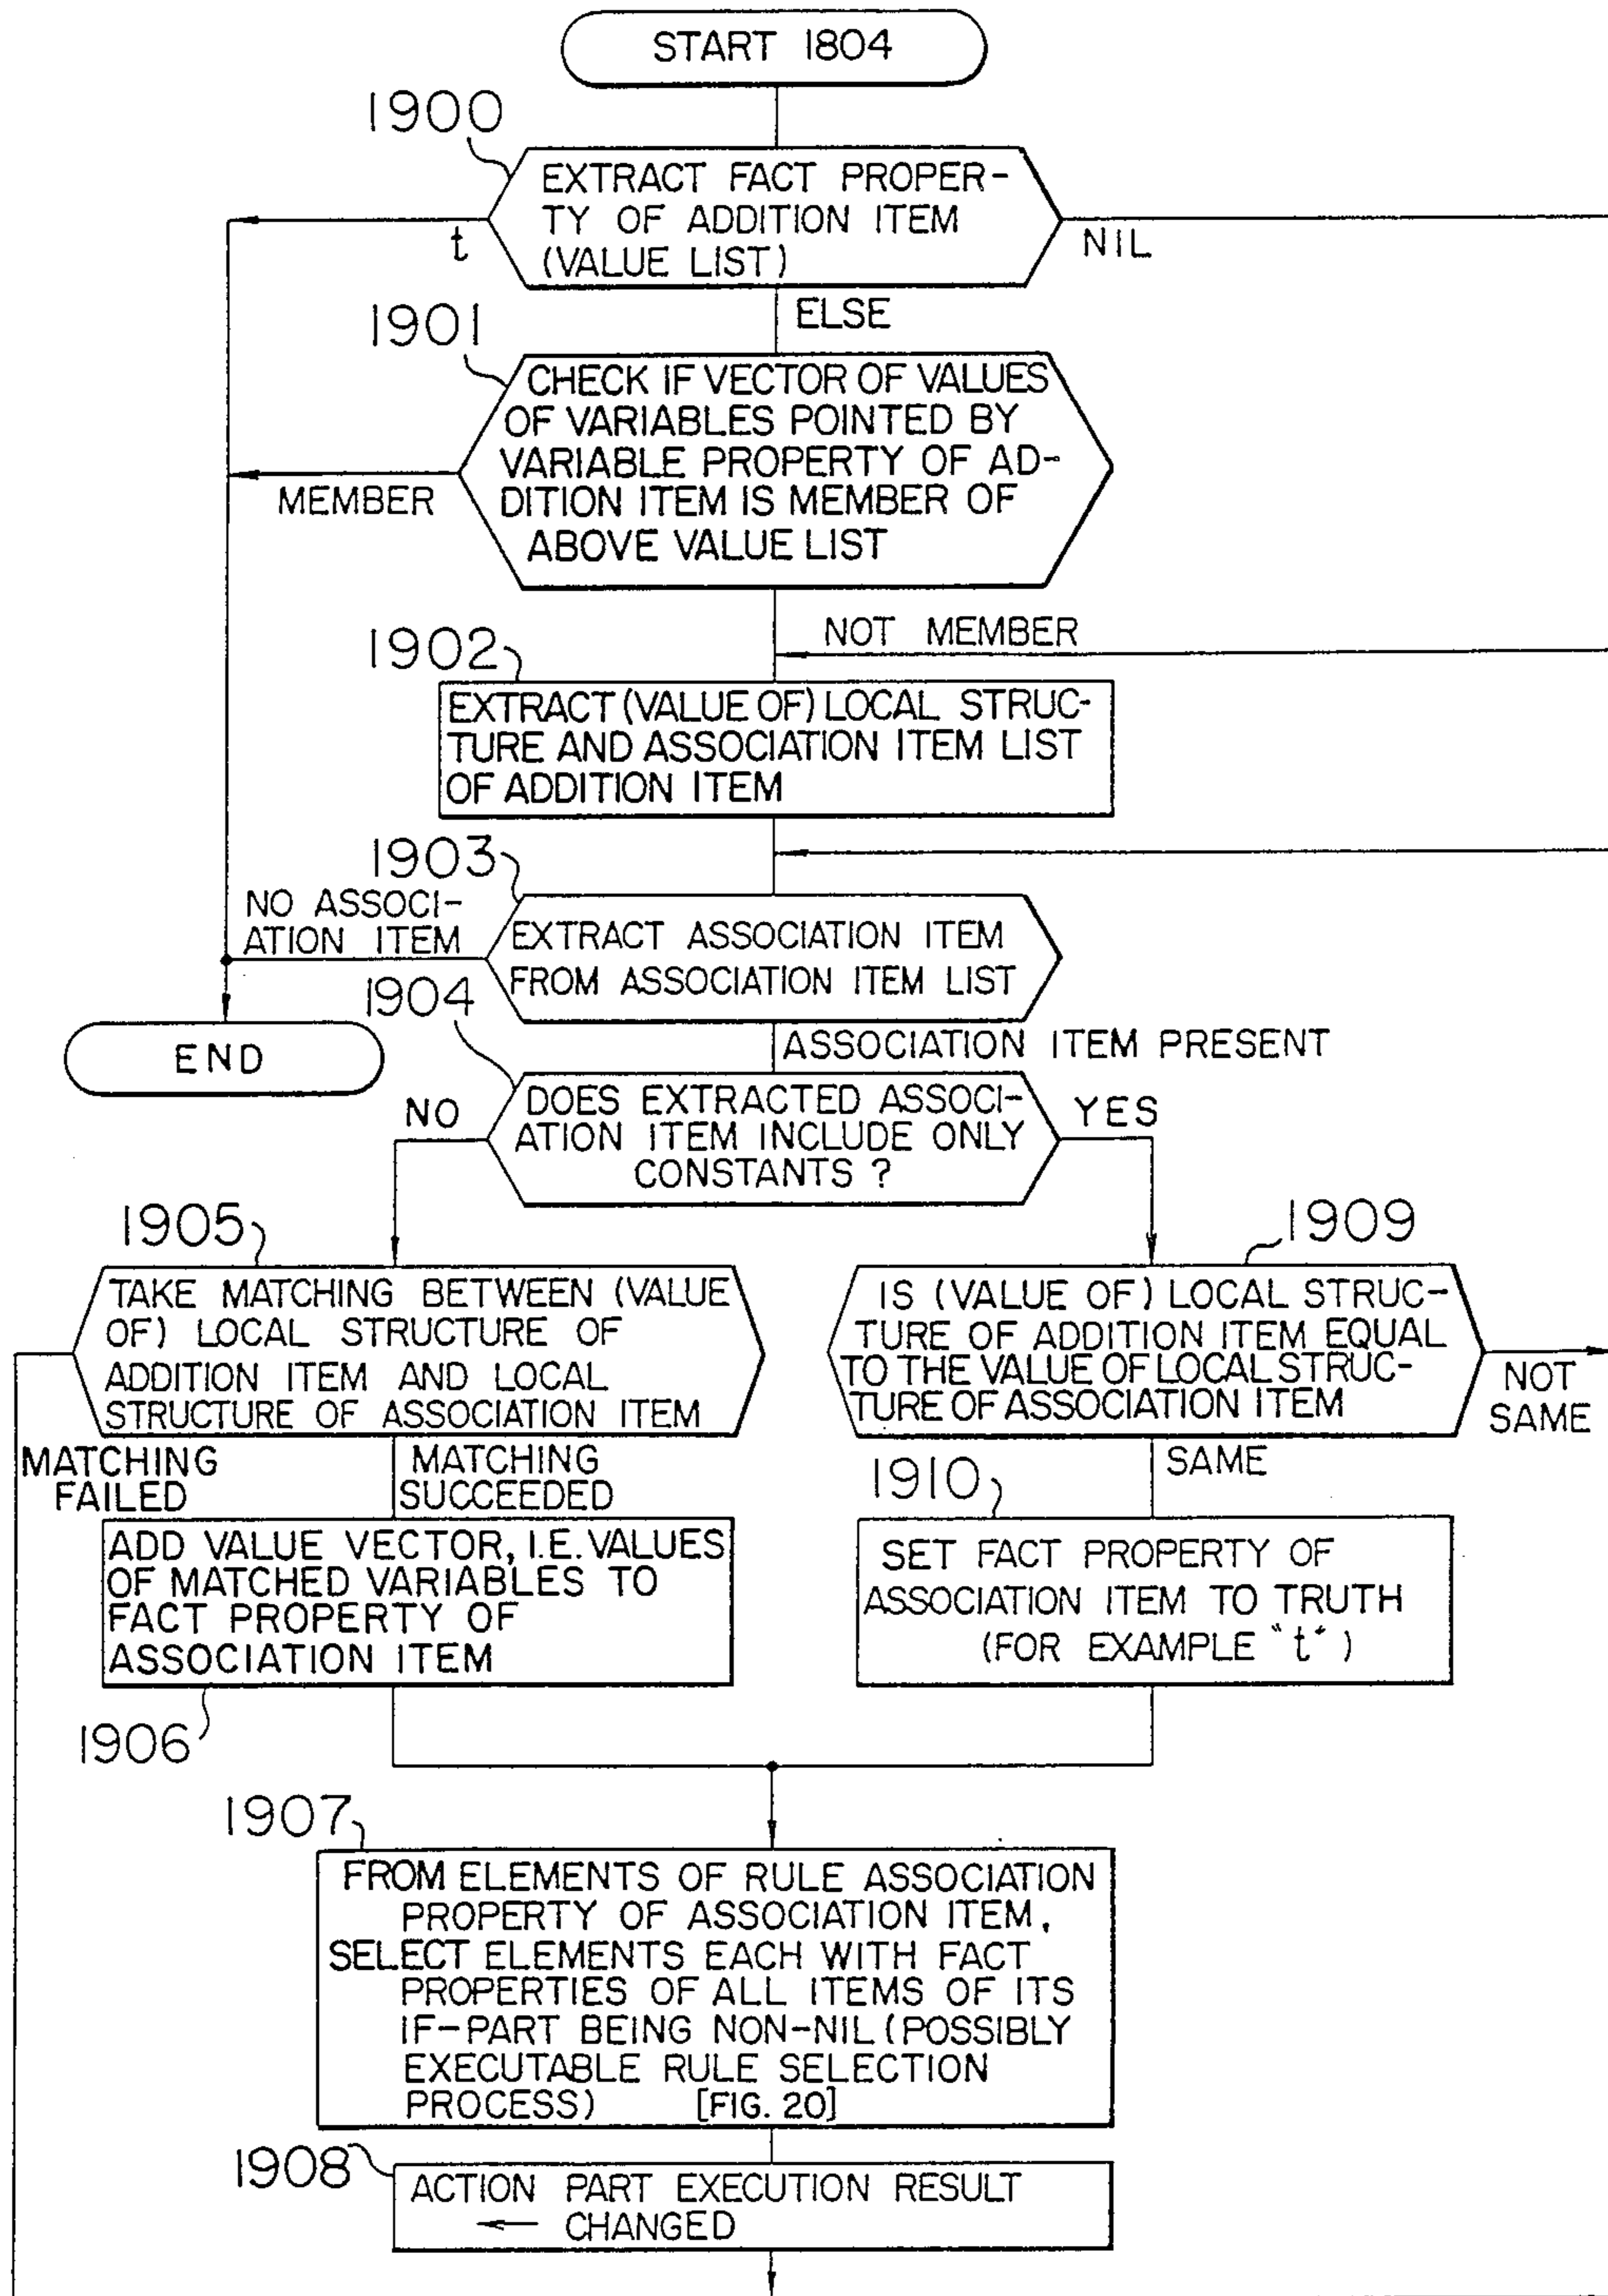 START 1804
1900
EXTRACT FACT PROPER-
TY OF ADDITION ITEM
(VALUE LIST)
t
NIL
ELSE
1901
CHECK IF VECTOR OF VALUES
OF VARIABLES POINTED BY
VARIABLE PROPERTY OF AD-
DITION ITEM IS MEMBER OF
ABOVE VALUE LIST
MEMBER
NOT MEMBER
1902
EXTRACT (VALUE OF) LOCAL STRUC-
TURE AND ASSOCIATION ITEM LIST
OF ADDITION ITEM
1903
NO ASSOCI-
ATION ITEM
EXTRACT ASSOCIATION ITEM
FROM ASSOCIATION ITEM LIST
1904
END
ASSOCIATION ITEM PRESENT
NO
DOES EXTRACTED ASSOCI-
ATION ITEM INCLUDE ONLY
CONSTANTS ?
YES
1905
TAKE MATCHING BETWEEN (VALUE
OF) LOCAL STRUCTURE OF
ADDITION ITEM AND LOCAL
STRUCTURE OF ASSOCIATION ITEM
1909
IS (VALUE OF) LOCAL STRUC-
TURE OF ADDITION ITEM EQUAL
TO THE VALUE OF LOCAL STRUC-
TURE OF ASSOCIATION ITEM
NOT
SAME
MATCHING
FAILED
MATCHING
SUCCEEDED
SAME
1910
ADD VALUE VECTOR, I.E. VALUES
OF MATCHED VARIABLES TO
FACT PROPERTY OF
ASSOCIATION ITEM
1906
SET FACT PROPERTY OF
ASSOCIATION ITEM TO TRUTH
(FOR EXAMPLE "t")
1907
FROM ELEMENTS OF RULE ASSOCIATION
PROPERTY OF ASSOCIATION ITEM,
SELECT ELEMENTS EACH WITH FACT
PROPERTIES OF ALL ITEMS OF ITS
IF-PART BEING NON-NIL (POSSIBLY
EXECUTABLE RULE SELECTION
PROCESS) [FIG. 20]
1908
ACTION PART EXECUTION RESULT
← CHANGED